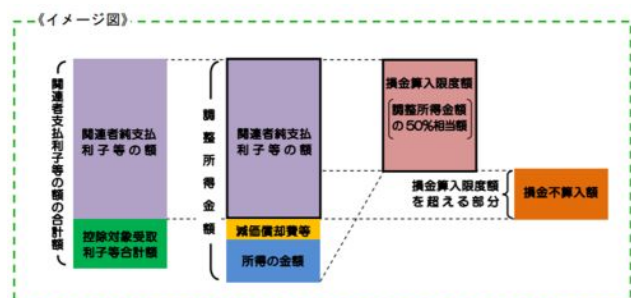 《イメージ図》
関連者支払利子等の額の合計額
関連者純支払
利子等の額
控除対象受取
利子等合計額
調整所得金額
関連者純支払
利子等の額
減価償却費等
所得の金額
損金算入限度額
調整所得金額
の50%相当額
損金算入限度額
を超える部分
損金不算入額